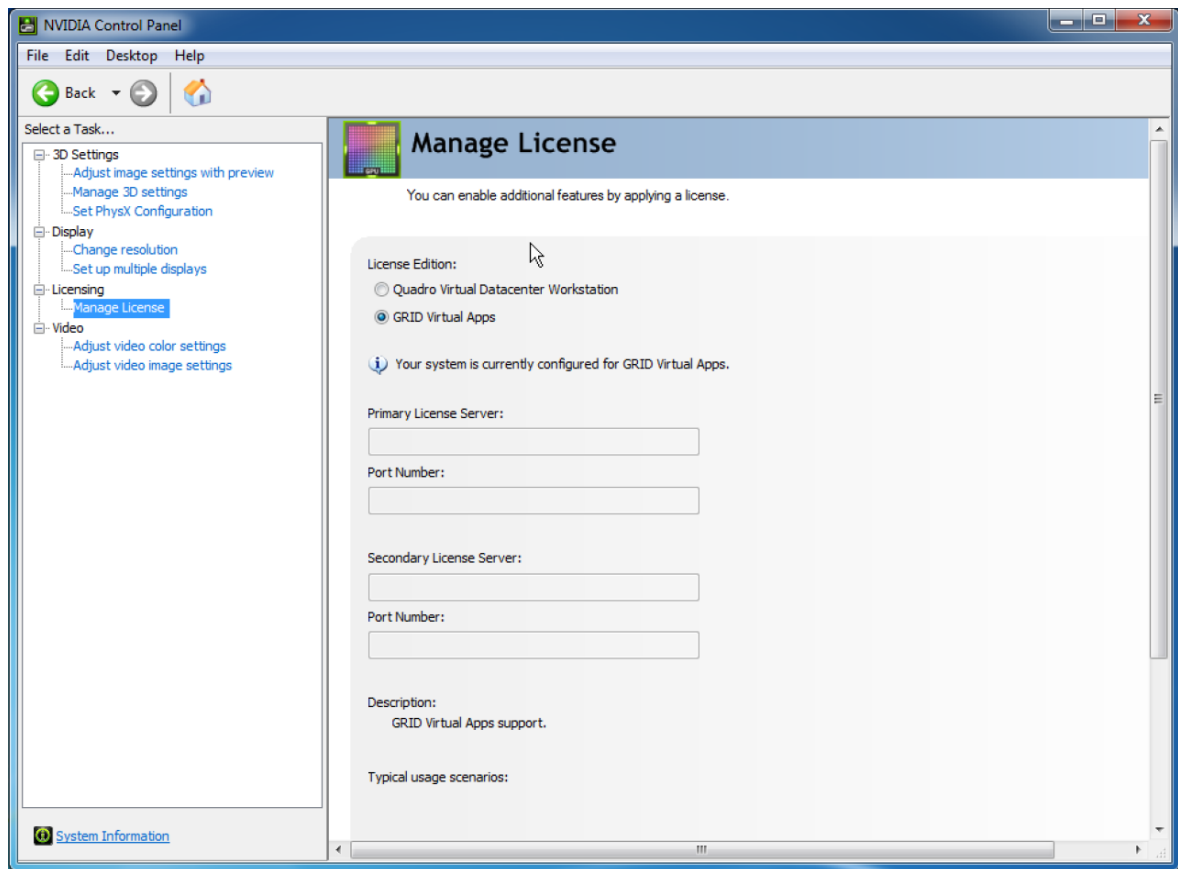 NVIDIA Control Panel
File Edit Desktop Help
Back
Select a Task...
3D Settings
Adjust image settings with preview
Manage 3D settings
Set PhysX Configuration
Display
Change resolution
Set up multiple displays
Licensing
Manage License
Video
Adjust video color settings
Adjust video image settings
System Information
GPU
Manage License
You can enable additional features by applying a license.
License Edition:
Quadro Virtual Datacenter Workstation
GRID Virtual Apps
Your system is currently configured for GRID Virtual Apps.
Primary License Server:
Port Number:
Secondary License Server:
Port Number:
Description:
GRID Virtual Apps support.
Typical usage scenarios: